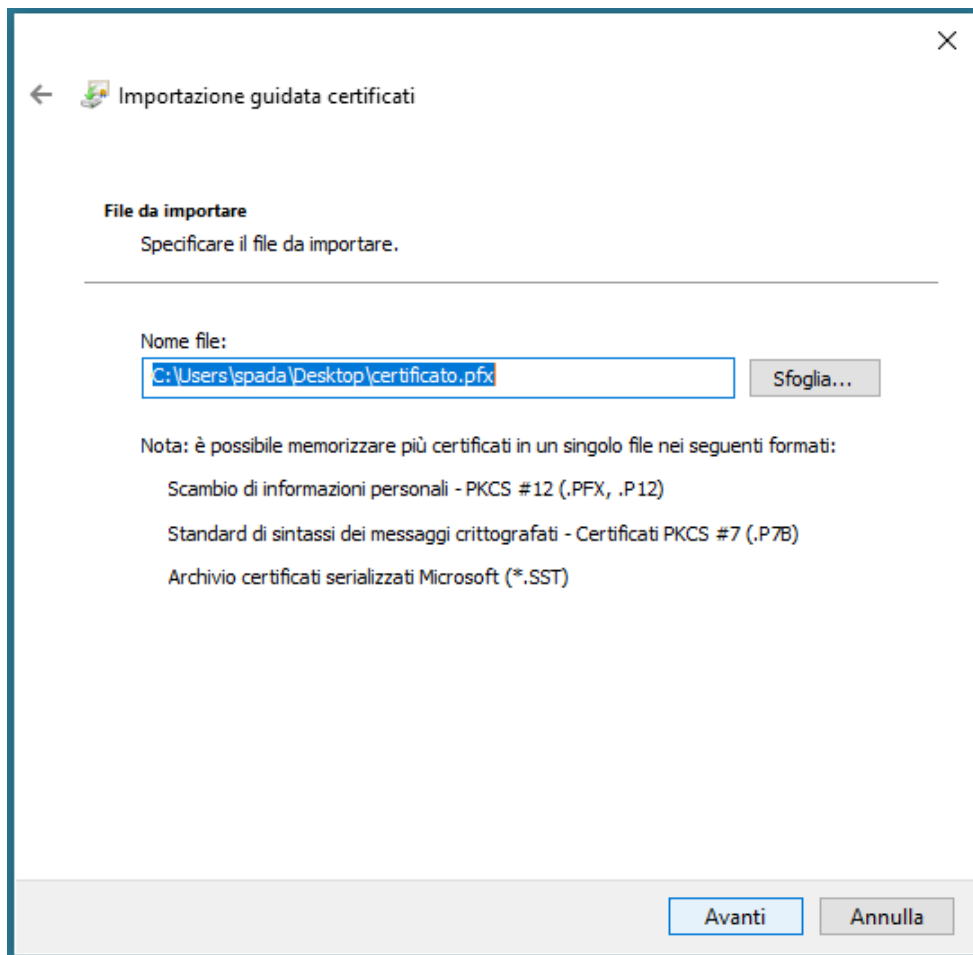 Importazione guidata certificati
File da importare
Specificare il file da importare.
Nome file:
C:\Users\spada\Desktop\certificato.pfx
Sfoglia...
Nota: è possibile memorizzare più certificati in un singolo file nei seguenti formati:
Scambio di informazioni personali - PKCS #12 (.PFX, .P12)
Standard di sintassi dei messaggi crittografati - Certificati PKCS #7 (.P7B)
Archivio certificati serializzati Microsoft (*.SST)
Avanti
Annulla